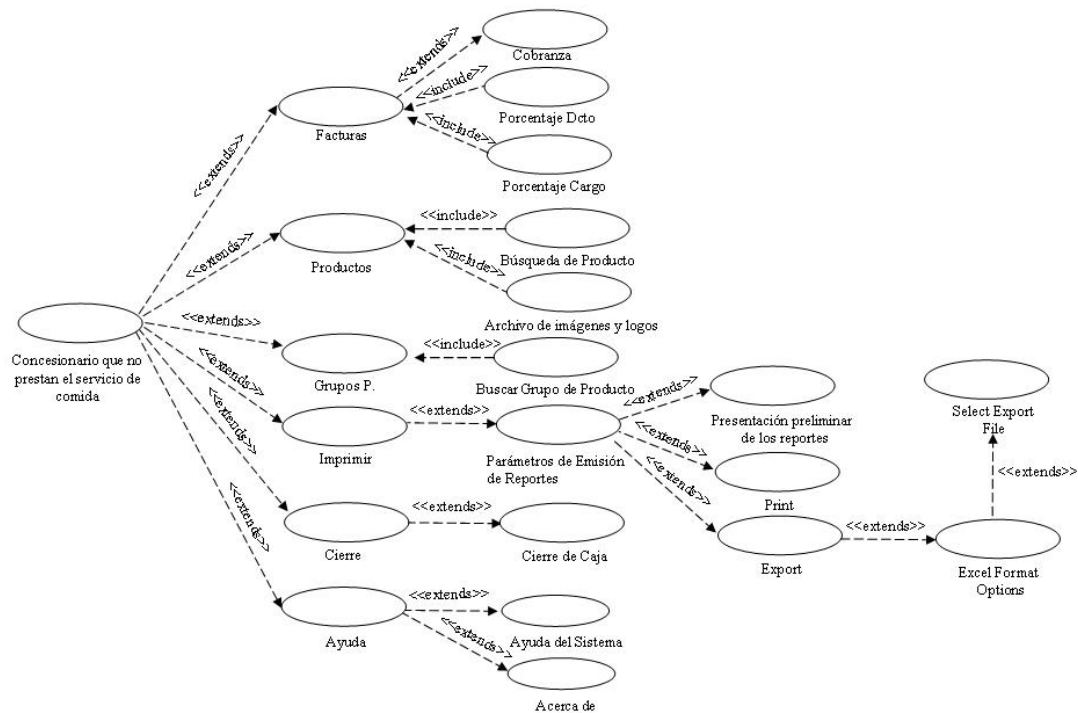 <<extends>>
Cobranza
<<include>>
Porcentaje Dcto
Facturas
<<include>>
Porcentaje Cargo
<<extends>>
<<include>>
Búsqueda de Producto
<<extends>>
Productos
<<include>>
Archivo de imágenes y logos
<<extends>>
Concesionario que no
prestan el servicio de
comida
<<include>>
Grupos P.
Buscar Grupo de Producto
<<extends>>
<<extends>>
Imprimir
Parámetros de Emisión
de Reportes
<<extends>>
Presentación preliminar
de los reportes
<<extends>>
Print
<<extends>>
Export
<<extends>>
Excel Format
Options
<<extends>>
Select Export
File
<<extends>>
<<extends>>
Cierre
Cierre de Caja
<<extends>>
<<extends>>
Ayuda
Ayuda del Sistema
<<extends>>
Acerca de